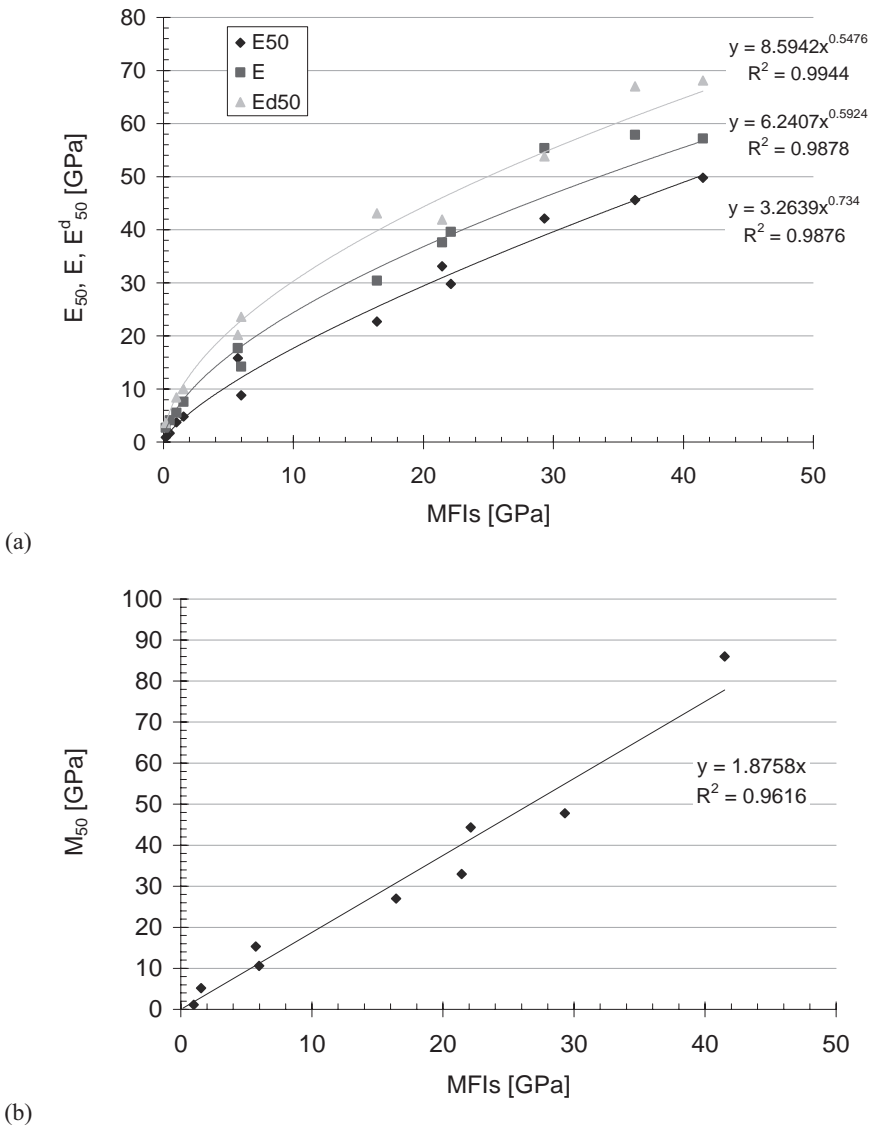 80
70
60
50
40
30
20
10
0
E50
E
Ed50
y = 8.5942x^0.5476
R^2 = 0.9944
y = 6.2407x^0.5924
R^2 = 0.9878
y = 3.2639x^0.734
R^2 = 0.9876
E_50, E, E^d_50 [GPa]
0 10 20 30 40 50
MFIs [GPa]
(a)
100
90
80
70
60
50
40
30
20
10
0
y = 1.8758x
R^2 = 0.9616
M_50 [GPa]
0 10 20 30 40 50
MFIs [GPa]
(b)